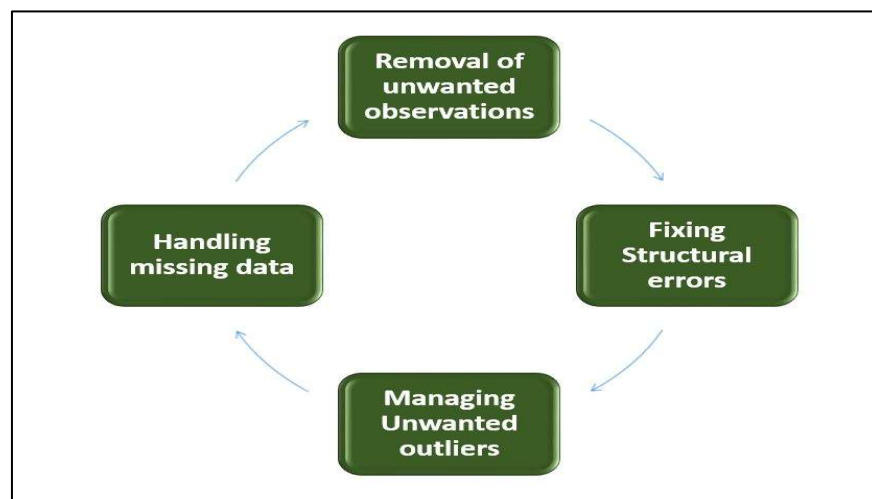 Removal of
unwanted
observations
Fixing
Structural
errors
Managing
Unwanted
outliers
Handling
missing data